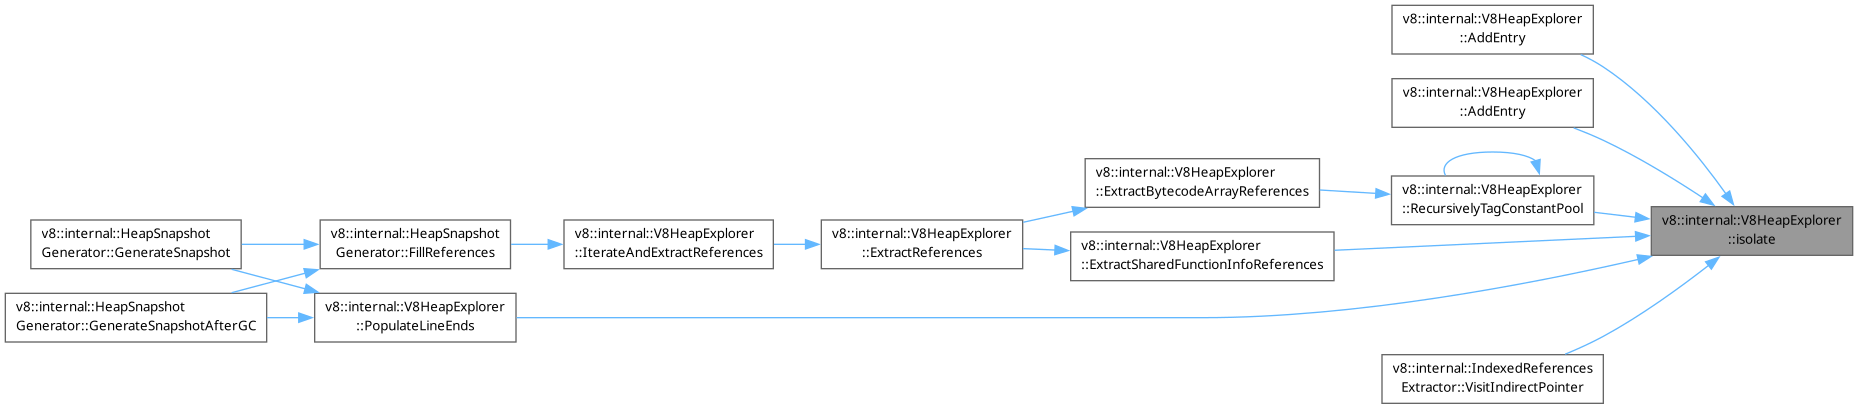 v8::internal::V8HeapExplorer
::AddEntry
v8::internal::V8HeapExplorer
::AddEntry
v8::internal::V8HeapExplorer
::ExtractBytecodeArrayReferences
v8::internal::V8HeapExplorer
::RecursivelyTagConstantPool
v8::internal::V8HeapExplorer
::isolate
v8::internal::HeapSnapshot
Generator::GenerateSnapshot
v8::internal::HeapSnapshot
Generator::FillReferences
v8::internal::V8HeapExplorer
::IterateAndExtractReferences
v8::internal::V8HeapExplorer
::ExtractReferences
v8::internal::V8HeapExplorer
::ExtractSharedFunctionInfoReferences
v8::internal::HeapSnapshot
Generator::GenerateSnapshotAfterGC
v8::internal::V8HeapExplorer
::PopulateLineEnds
v8::internal::IndexedReferences
Extractor::VisitIndirectPointer